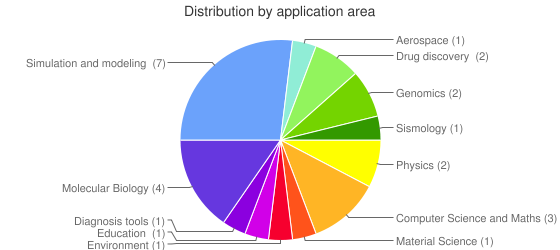 Distribution by application area
Aerospace (1)
Drug discovery (2)
Genomics (2)
Sismology (1)
Physics (2)
Computer Science and Maths (3)
Material Science (1)
Environment (1)
Education (1)
Diagnosis tools (1)
Molecular Biology (4)
Simulation and modeling (7)